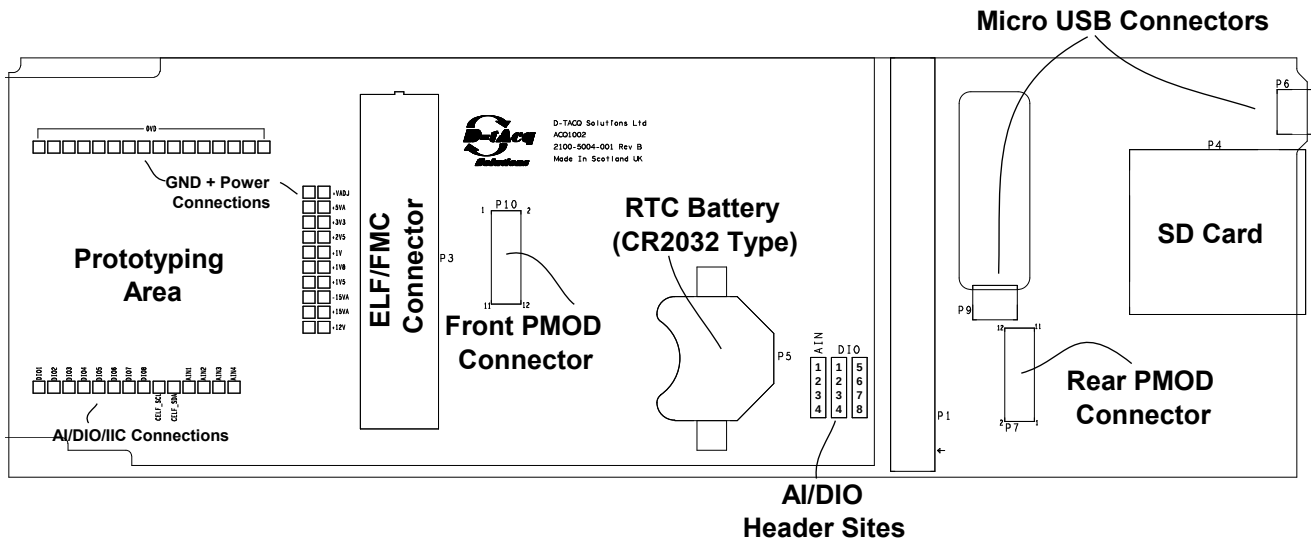 Micro USB Connectors
P6
P4
0VD
D-tAcq
Solutions
D-TACQ Solutions Ltd
ACQ1002
2100-5004-001 Rev B
Made In Scotland UK
GND + Power
Connections
+VADJ
+5VA
+3V3
+2V5
+1V
+1V0
+1V5
-15VA
+15VA
+12V
Prototyping
Area
ELF/FMC
Connector
P3
1 P10 2
11 12
Front PMOD
Connector
RTC Battery
(CR2032 Type)
P5
SD Card
P9
12 11
2 P7 1
Rear PMOD
Connector
AIN DIO
1 1 5
2 2 6
3 3 7
4 4 8
P1
DIO1 DIO2 DIO3 DIO4 DIO5 DIO6 DIO7 DIO8 AIN1 AIN2 AIN3 AIN4
CELF_SCL CELF_SDA
AI/DIO/IIC Connections
AI/DIO
Header Sites